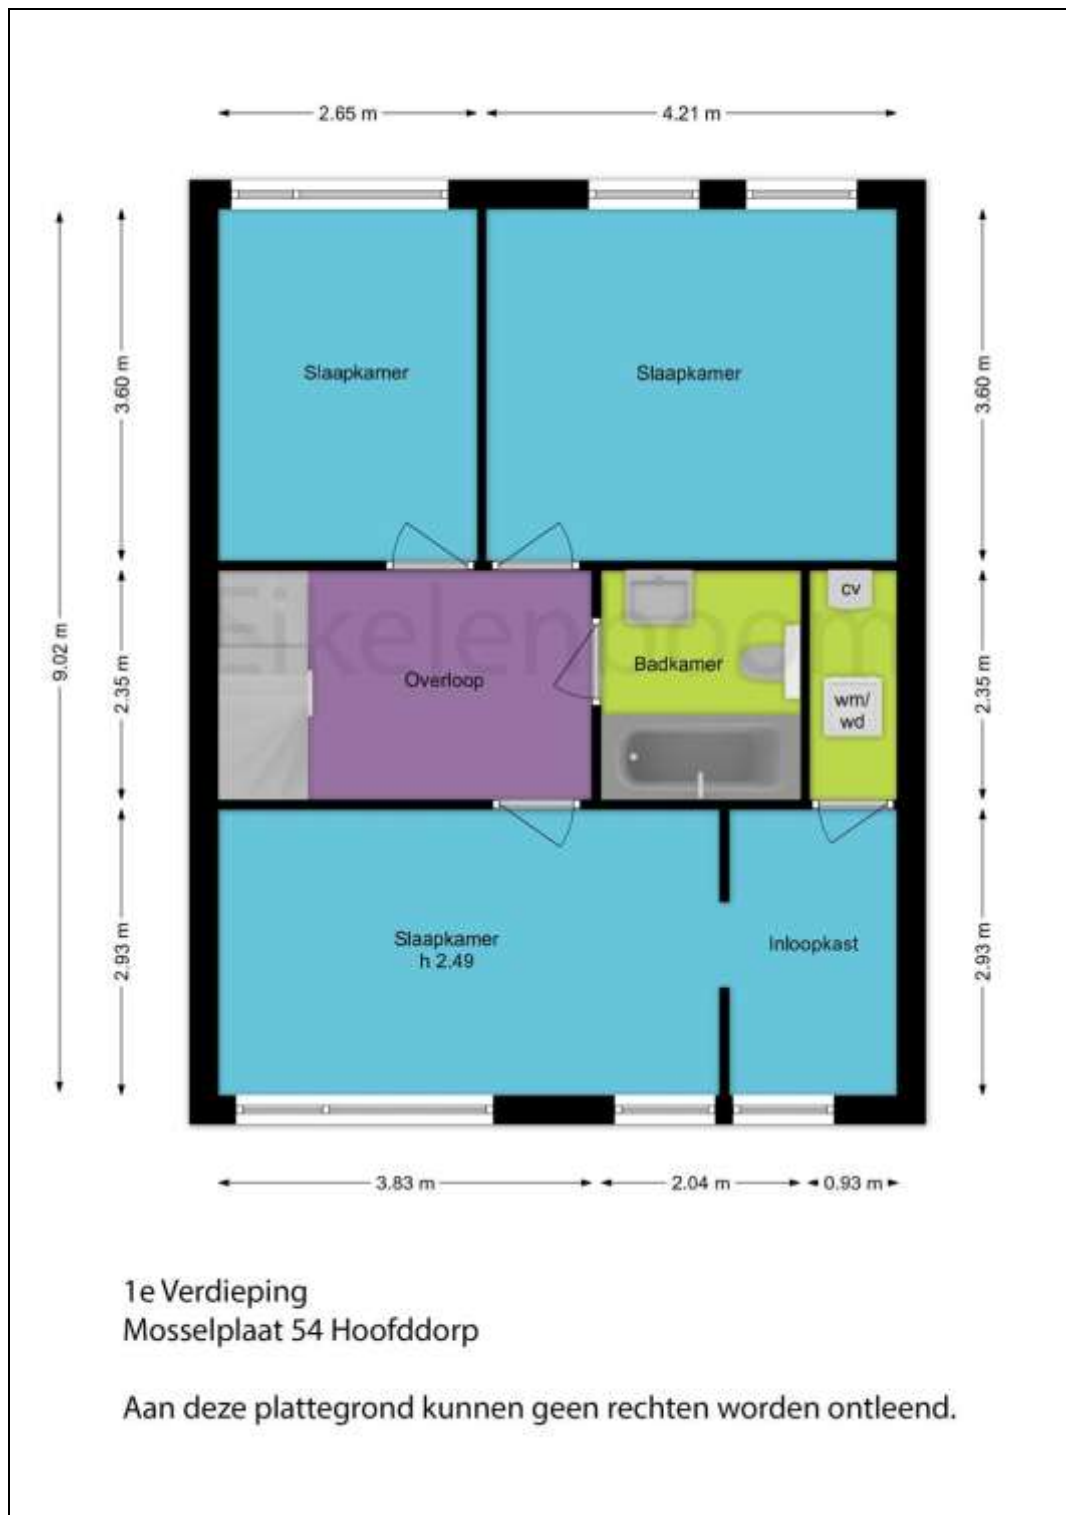 2.65 m
4.21 m
9.02 m
3.60 m
3.60 m
Slaapkamer
Slaapkamer
Eikelenboom
2.35 m
2.35 m
Overloop
Badkamer
cv
wm/
wd
2.93 m
2.93 m
Slaapkamer
h 2.49
Inloopkast
3.83 m
2.04 m
0.93 m
1e Verdieping
Mosselplaat 54 Hoofddorp
Aan deze plattegrond kunnen geen rechten worden ontleend.